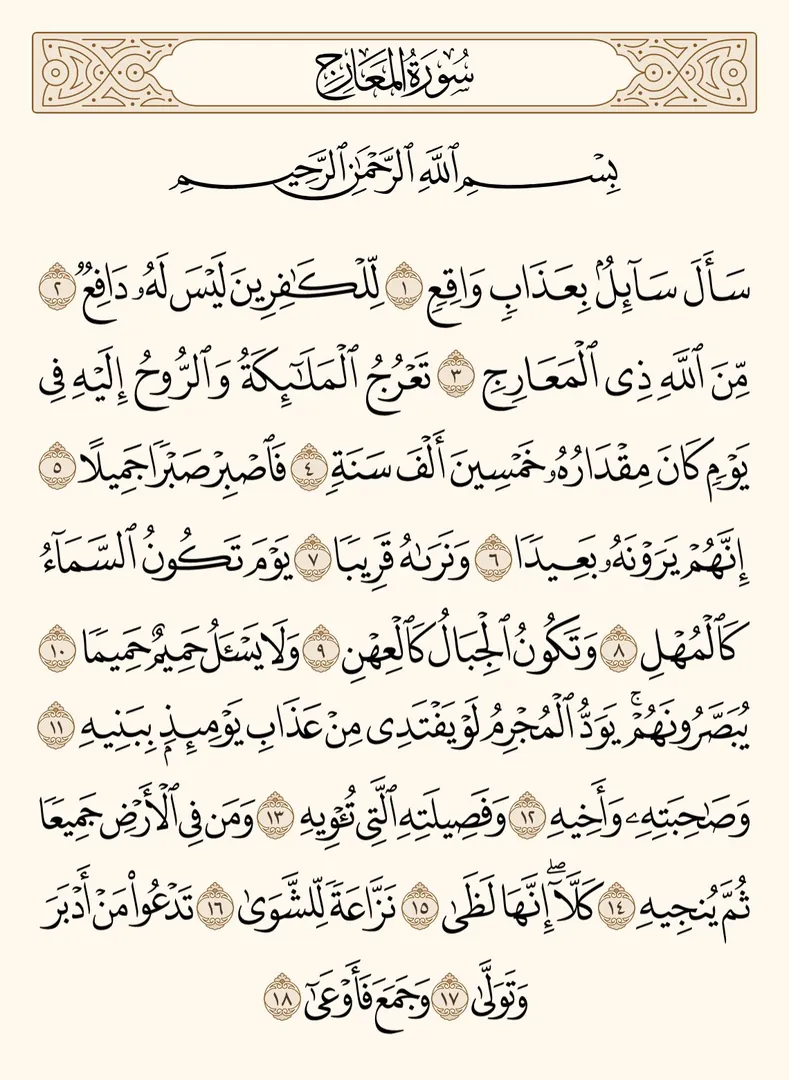 سُورَةُ المَعَارِجِ
بِسْمِ ٱللَّهِ ٱلرَّحْمَٰنِ ٱلرَّحِيمِ
سَأَلَ سَآئِلُۢ بِعَذَابٍ وَاقِعٍ ١ لِّلْكَٰفِرِينَ لَيْسَ لَهُۥ دَافِعٌ ٢
مِّنَ ٱللَّهِ ذِى ٱلْمَعَارِجِ ٣ تَعْرُجُ ٱلْمَلَٰٓئِكَةُ وَٱلرُّوحُ إِلَيْهِ فِى
يَوْمٍ كَانَ مِقْدَارُهُۥ خَمْسِينَ أَلْفَ سَنَةٍ ٤ فَٱصْبِرْ صَبْرًا جَمِيلًا ٥
إِنَّهُمْ يَرَوْنَهُۥ بَعِيدًا ٦ وَنَرَىٰهُ قَرِيبًا ٧ يَوْمَ تَكُونُ ٱلسَّمَآءُ
كَٱلْمُهْلِ ٨ وَتَكُونُ ٱلْجِبَالُ كَٱلْعِهْنِ ٩ وَلَا يَسْـَٔلُ حَمِيمٌ حَمِيمًا ١٠
يُبَصَّرُونَهُمْ ۚ يَوَدُّ ٱلْمُجْرِمُ لَوْ يَفْتَدِى مِنْ عَذَابِ يَوْمِئِذٍۭ بِبَنِيهِ ١١
وَصَٰحِبَتِهِۦ وَأَخِيهِ ١٢ وَفَصِيلَتِهِ ٱلَّتِى تُـْٔوِيهِ ١٣ وَمَن فِى ٱلْأَرْضِ جَمِيعًا
ثُمَّ يُنجِيهِ ١٤ كَلَّآ ۖ إِنَّهَا لَظَىٰ ١٥ نَزَّاعَةً لِّلشَّوَىٰ ١٦ تَدْعُوا۟ مَنْ أَدْبَرَ
وَتَوَلَّىٰ ١٧ وَجَمَعَ فَأَوْعَىٰٓ ١٨